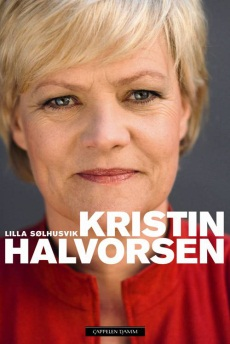 LILLA SØLHUSVIK
KRISTIN
HALVORSEN
CAPPELEN DAMM